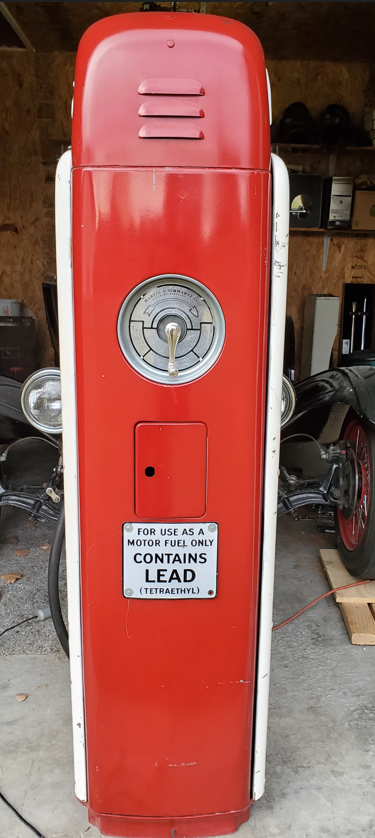 FOR USE AS A
MOTOR FUEL ONLY
CONTAINS
LEAD
(TETRAETHYL)